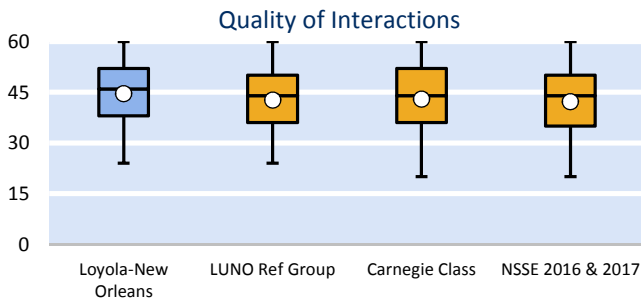 Quality of Interactions
60
45
30
15
0
Loyola-New Orleans
LUNO Ref Group
Carnegie Class
NSSE 2016 & 2017